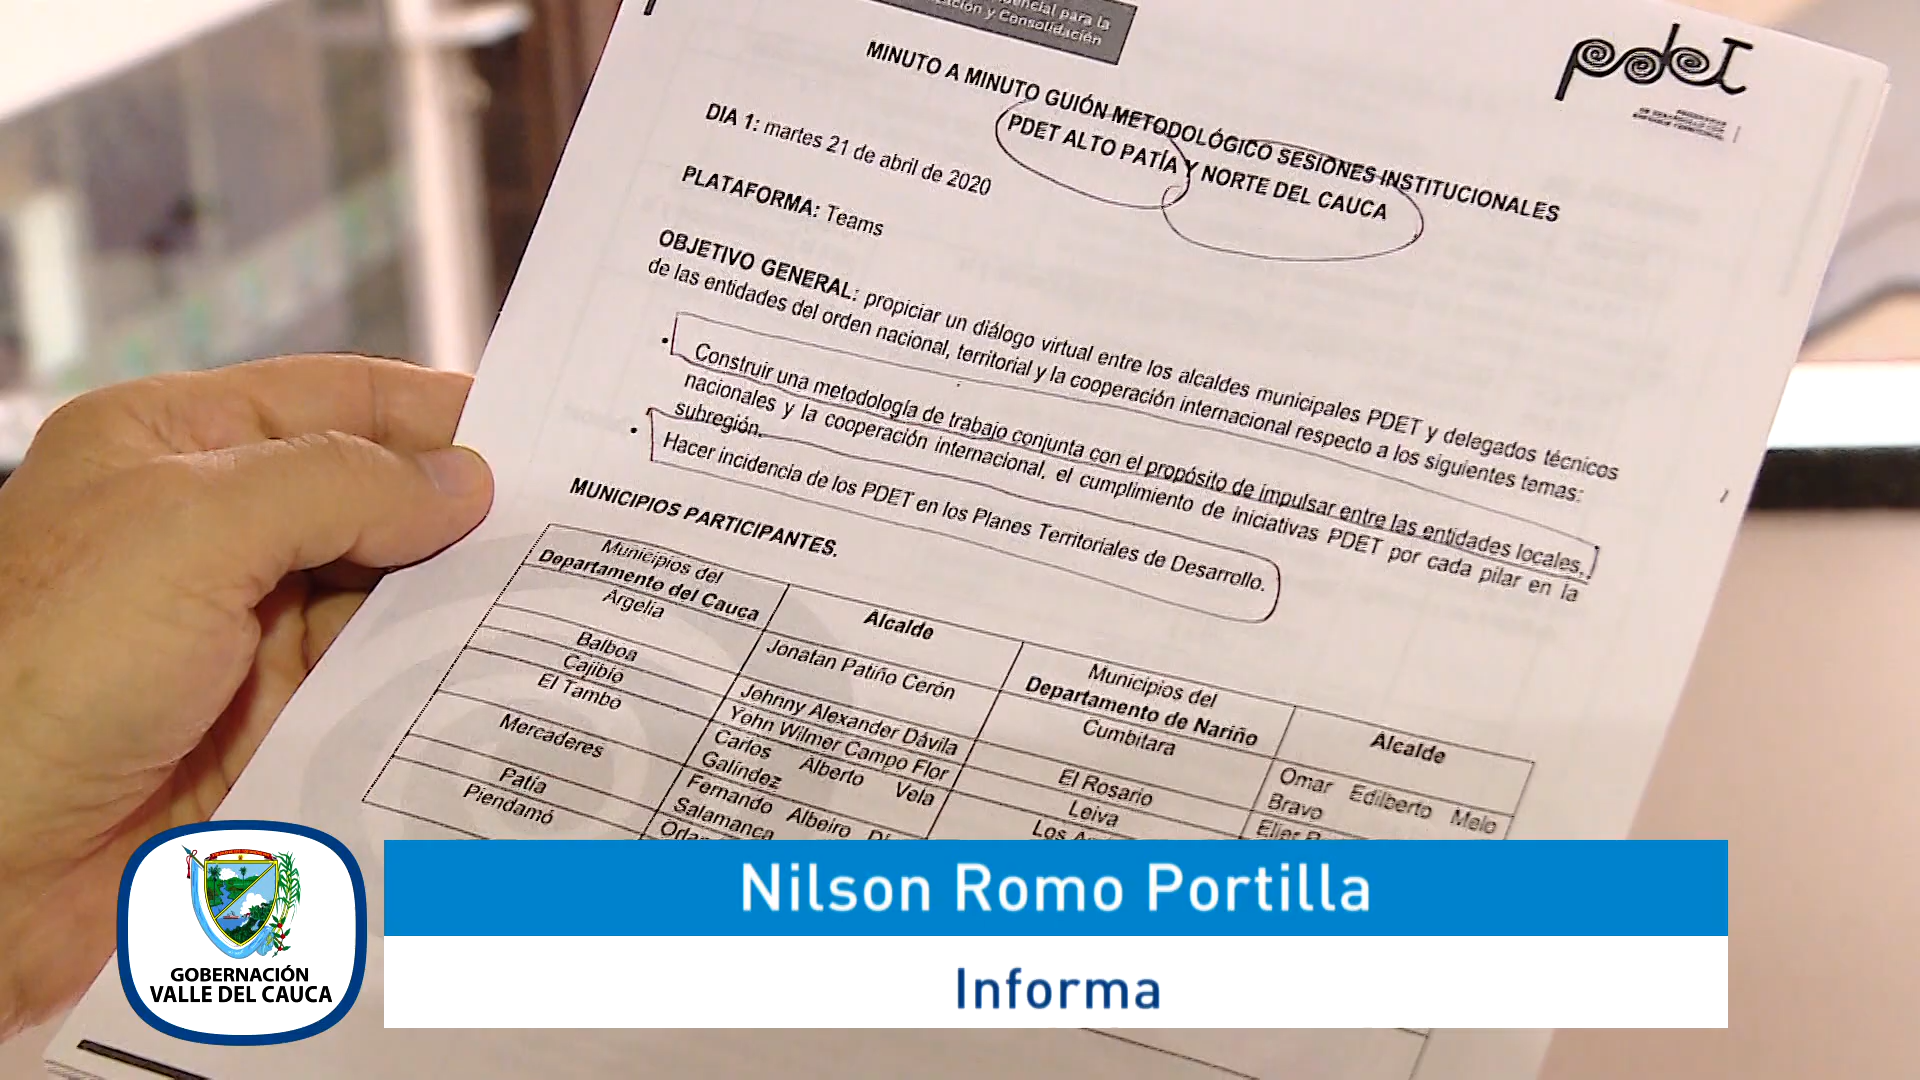 encial para la
ación y Consolidación
pdeT
MINUTO A MINUTO GUIÓN METODOLÓGICO SESIONES INSTITUCIONALES
PDET ALTO PATÍA Y NORTE DEL CAUCA
DIA 1: martes 21 de abril de 2020
PLATAFORMA: Teams
OBJETIVO GENERAL: propiciar un diálogo virtual entre los alcaldes municipales PDET y delegados técnicos
de las entidades del orden nacional, territorial y la cooperación internacional respecto a los siguientes temas:
• Construir una metodología de trabajo conjunta con el propósito de impulsar entre las entidades locales,
nacionales y la cooperación internacional, el cumplimiento de iniciativas PDET por cada pilar en la
subregión.
• Hacer incidencia de los PDET en los Planes Territoriales de Desarrollo.
MUNICIPIOS PARTICIPANTES.
Municipios del
Departamento del Cauca
Alcalde
Municipios del
Departamento de Nariño
Alcalde
Argelia
Jonatan Patiño Cerón
Cumbitara
Omar Edilberto Melo
Bravo
Balboa
Johnny Alexander Dávila
El Rosario
Cajibío
Yohn Wilmer Campo Flor
Leiva
El Tambo
Carlos Alberto Vela
Galindez
Los
Mercaderes
Fernando Albeiro
Salamanca
Patía
Piendamó
GOBERNACIÓN
VALLE DEL CAUCA
Nilson Romo Portilla
Informa